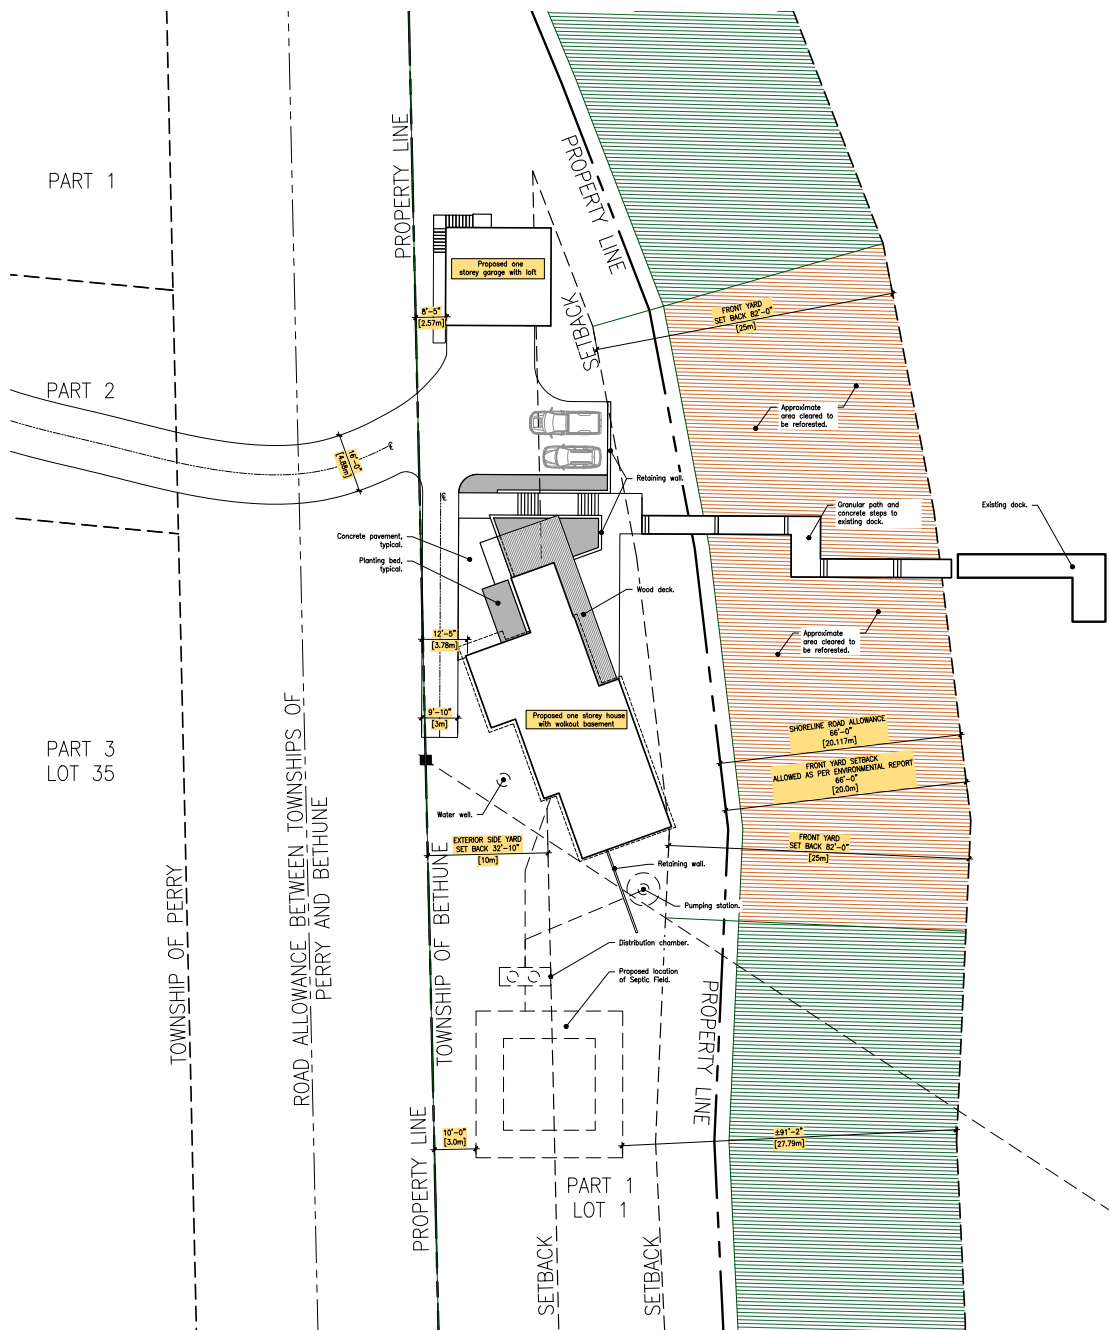 PART 1
PROPERTY LINE
PROPERTY LINE
Proposed one
storey garage with loft
8'-5"
[2.57m]
SETBACK
FRONT YARD
SET BACK 82'-0"
[25m]
PART 2
Approximate
area cleared to
be reforested.
16'-0"
[4.88m]
℄
℄
Retaining wall.
Granular path and
concrete steps to
existing dock.
Existing dock.
Concrete pavement,
typical.
Planting bed,
typical.
Wood deck.
12'-5"
[3.78m]
Approximate
area cleared to
be reforested.
9'-10"
[3m]
Proposed one storey house
with walkout basement
SHORELINE ROAD ALLOWANCE
66'-0"
[20.117m]
PART 3
LOT 35
FRONT YARD SETBACK
ALLOWED AS PER ENVIRONMENTAL REPORT
66'-0"
[20.0m]
Water well.
EXTERIOR SIDE YARD
SET BACK 32'-10"
[10m]
FRONT YARD
SET BACK 82'-0"
[25m]
Retaining wall.
Pumping station.
TOWNSHIP OF PERRY
ROAD ALLOWANCE BETWEEN TOWNSHIPS OF
PERRY AND BETHUNE
TOWNSHIP OF BETHUNE
Distribution chamber.
Proposed location
of Septic Field.
PROPERTY LINE
PROPERTY LINE
10'-0"
[3.0m]
±91'-2"
[27.79m]
PART 1
LOT 1
SETBACK
SETBACK